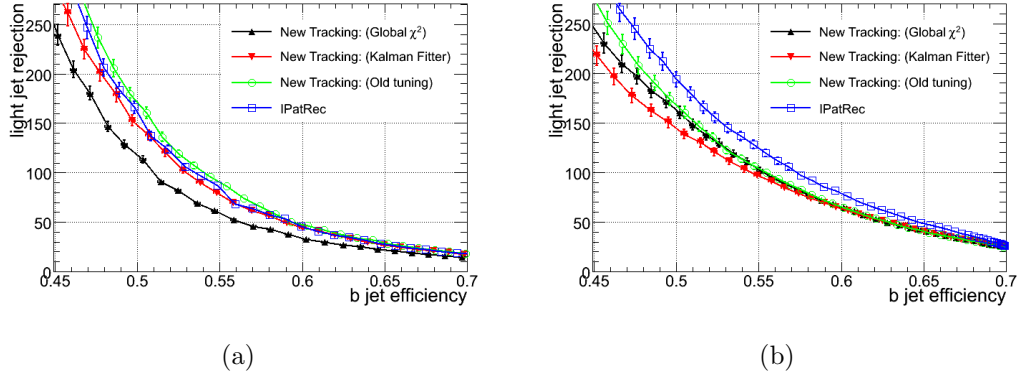 light jet rejection
250
200
150
100
50
0
0.45
0.5
0.55
0.6
0.65
0.7
b jet efficiency
New Tracking: (Global χ²)
New Tracking: (Kalman Fitter)
New Tracking: (Old tuning)
IPatRec
(a)
light jet rejection
250
200
150
100
50
0
0.45
0.5
0.55
0.6
0.65
0.7
b jet efficiency
New Tracking: (Global χ²)
New Tracking: (Kalman Fitter)
New Tracking: (Old tuning)
IPatRec
(b)